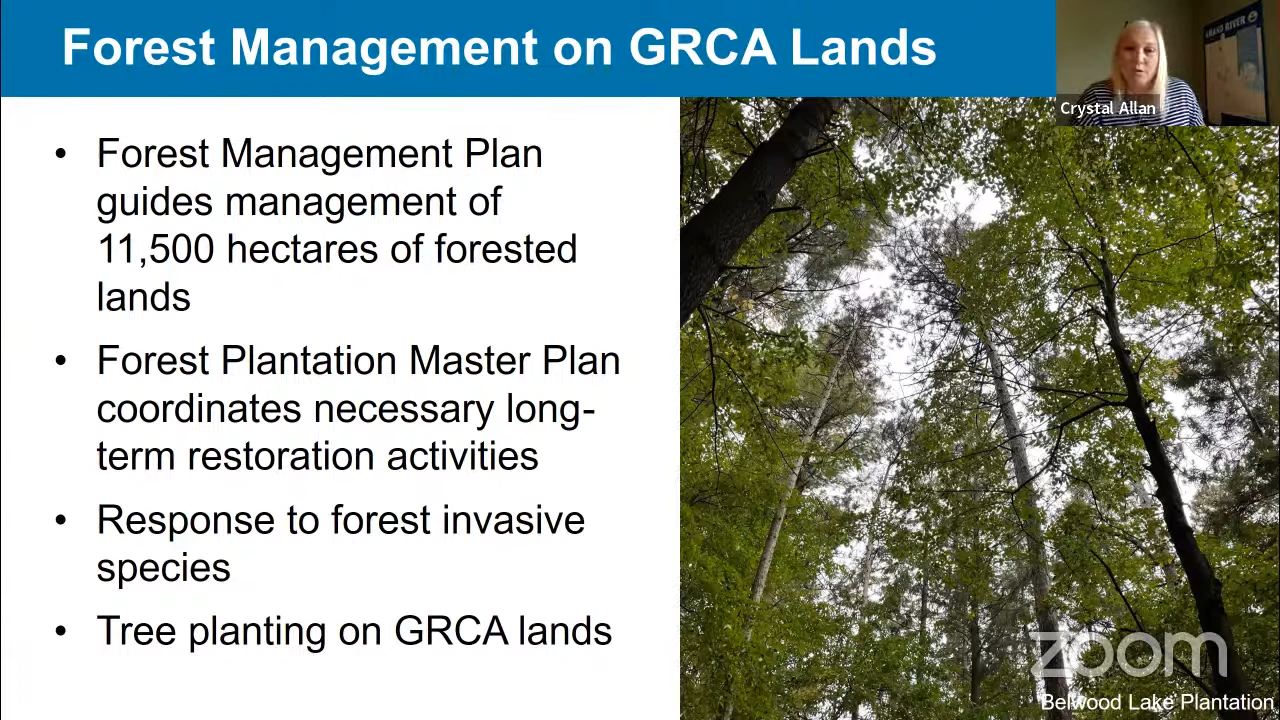 Forest Management on GRCA Lands
GRAND RIVER
Crystal Allan
• Forest Management Plan
guides management of
11,500 hectares of forested
lands
• Forest Plantation Master Plan
coordinates necessary long-
term restoration activities
• Response to forest invasive
species
• Tree planting on GRCA lands
zoom
Belwood Lake Plantation